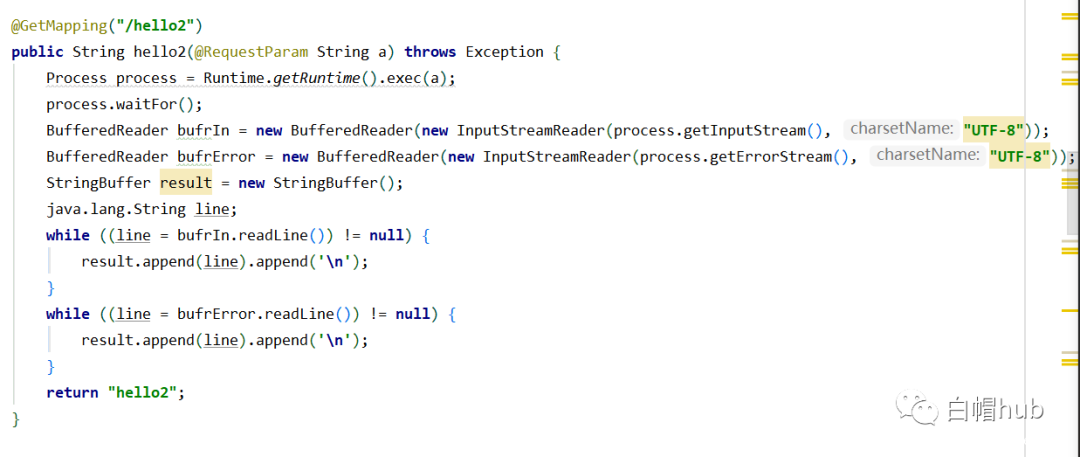 @GetMapping("/hello2")
public String hello2(@RequestParam String a) throws Exception {
Process process = Runtime.getRuntime().exec(a);
process.waitFor();
BufferedReader bufrIn = new BufferedReader(new InputStreamReader(process.getInputStream(), charsetName: "UTF-8"));
BufferedReader bufrError = new BufferedReader(new InputStreamReader(process.getErrorStream(), charsetName: "UTF-8"));
StringBuffer result = new StringBuffer();
java.lang.String line;
while ((line = bufrIn.readLine()) != null) {
result.append(line).append('\n');
}
while ((line = bufrError.readLine()) != null) {
result.append(line).append('\n');
}
return "hello2";
}
白帽hub